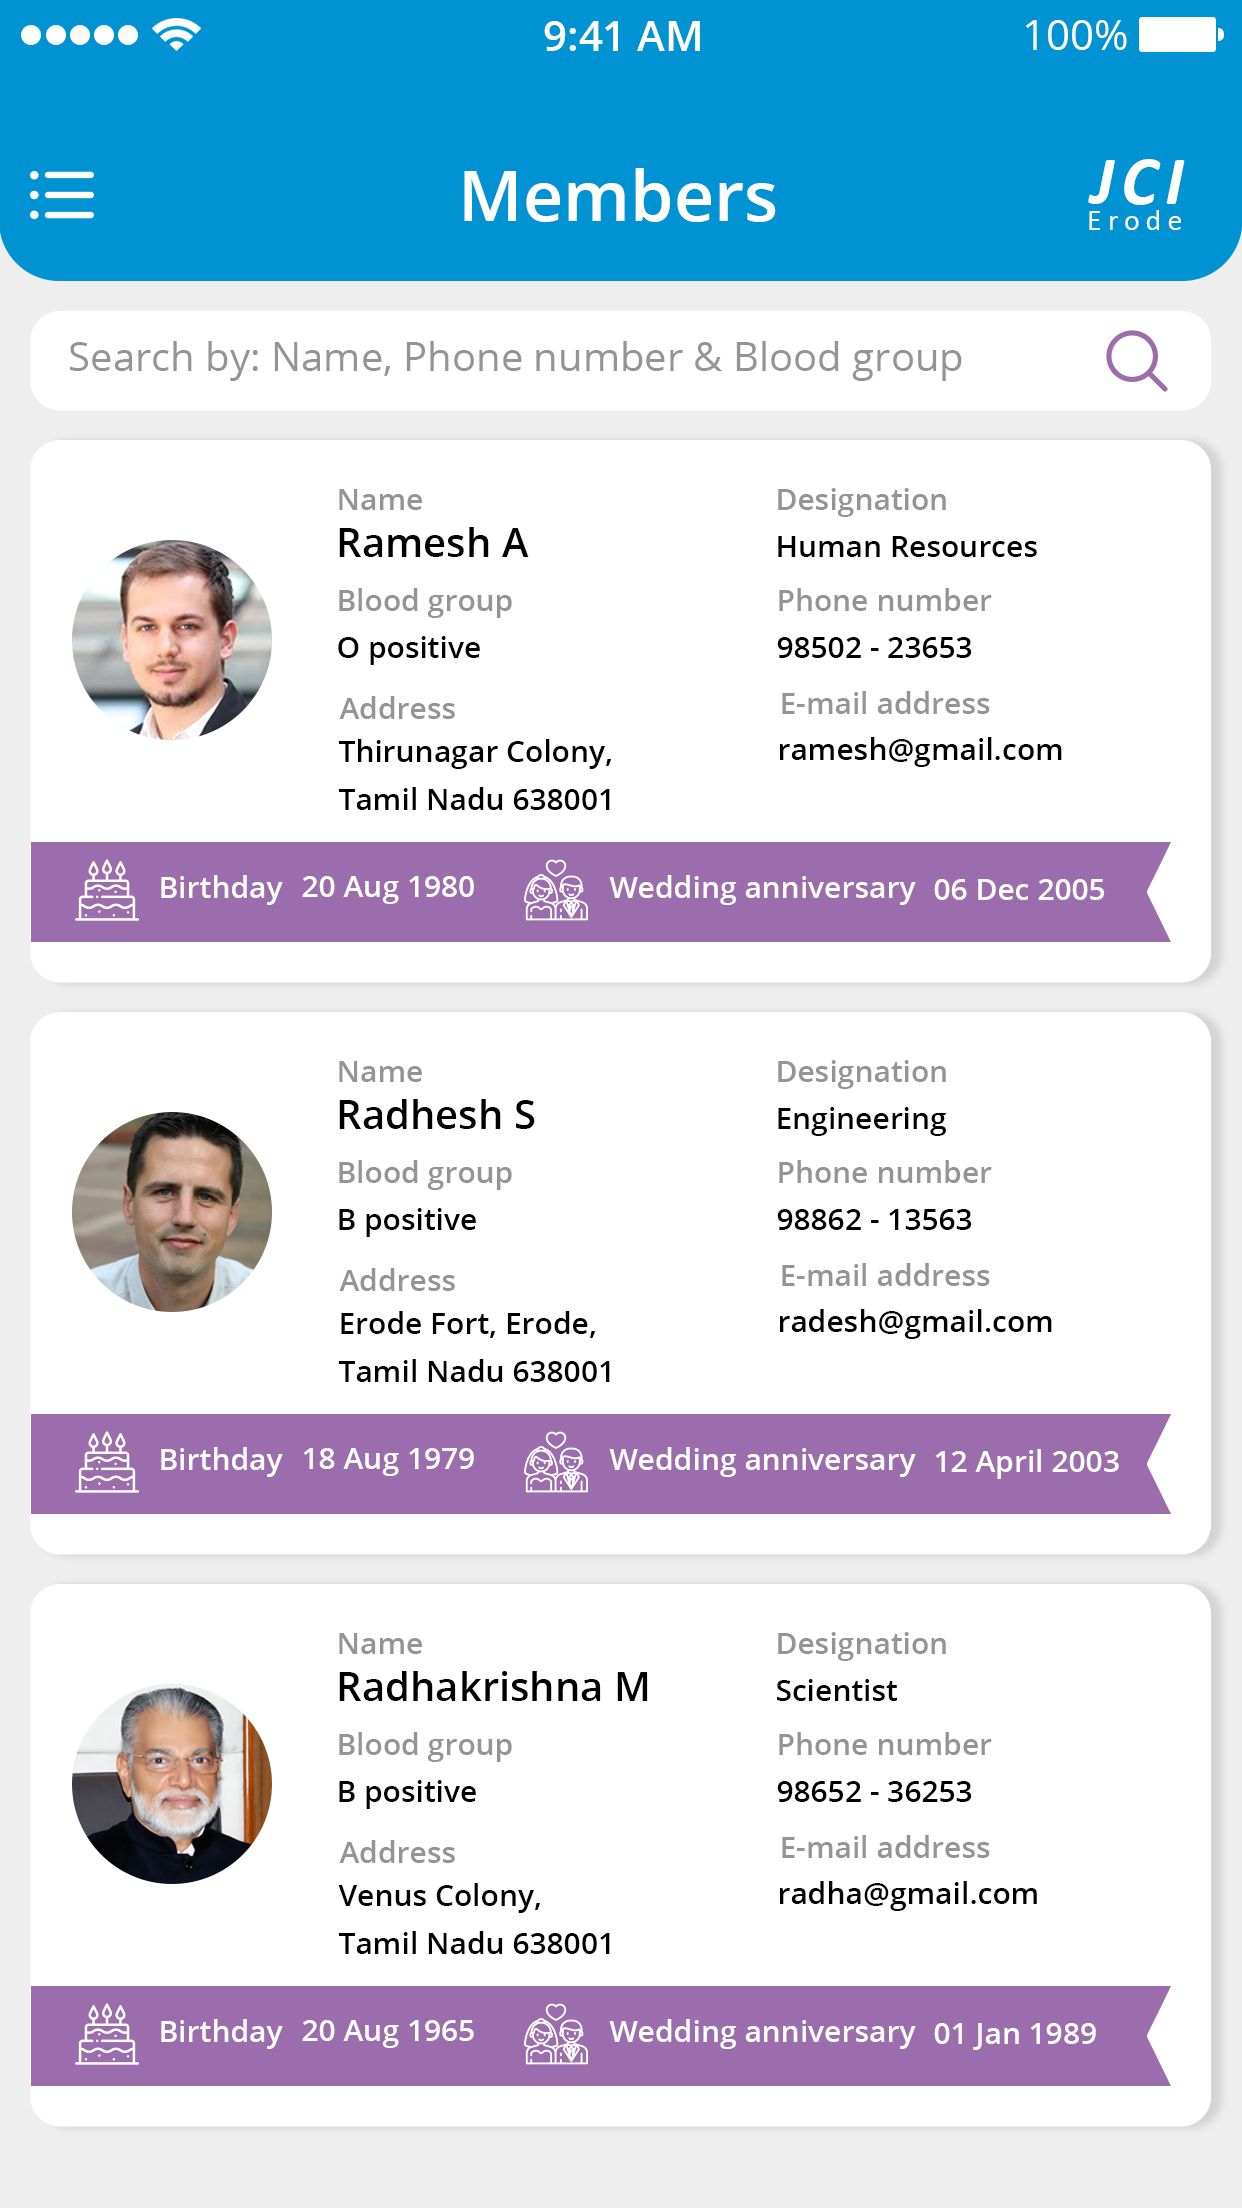 9:41 AM 100%
Members
JCI
Erode
Search by: Name, Phone number & Blood group
Name Designation
Ramesh A Human Resources
Blood group Phone number
O positive 98502 - 23653
Address E-mail address
Thirunagar Colony, ramesh@gmail.com
Tamil Nadu 638001
Birthday 20 Aug 1980 Wedding anniversary 06 Dec 2005
Name Designation
Radhesh S Engineering
Blood group Phone number
B positive 98862 - 13563
Address E-mail address
Erode Fort, Erode, radesh@gmail.com
Tamil Nadu 638001
Birthday 18 Aug 1979 Wedding anniversary 12 April 2003
Name Designation
Radhakrishna M Scientist
Blood group Phone number
B positive 98652 - 36253
Address E-mail address
Venus Colony, radha@gmail.com
Tamil Nadu 638001
Birthday 20 Aug 1965 Wedding anniversary 01 Jan 1989